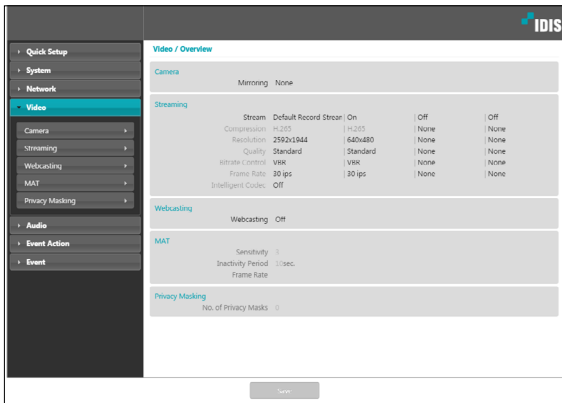 IDIS
Quick Setup
System
Network
Video
Camera
Streaming
Webcasting
MAT
Privacy Masking
Audio
Event Action
Event
Video / Overview
Camera
Mirroring None
Streaming
Stream Default Record Strear | On | Off | Off
Compression H.265 | H.265 | None | None
Resolution 2592x1944 | 640x480 | None | None
Quality Standard | Standard | None | None
Bitrate Control VBR | VBR | None | None
Frame Rate 30 ips | 30 ips | None | None
Intelligent Codec Off
Webcasting
Webcasting Off
MAT
Sensitivity
Inactivity Period sec.
Frame Rate
Privacy Masking
No. of Privacy Masks 0
Save